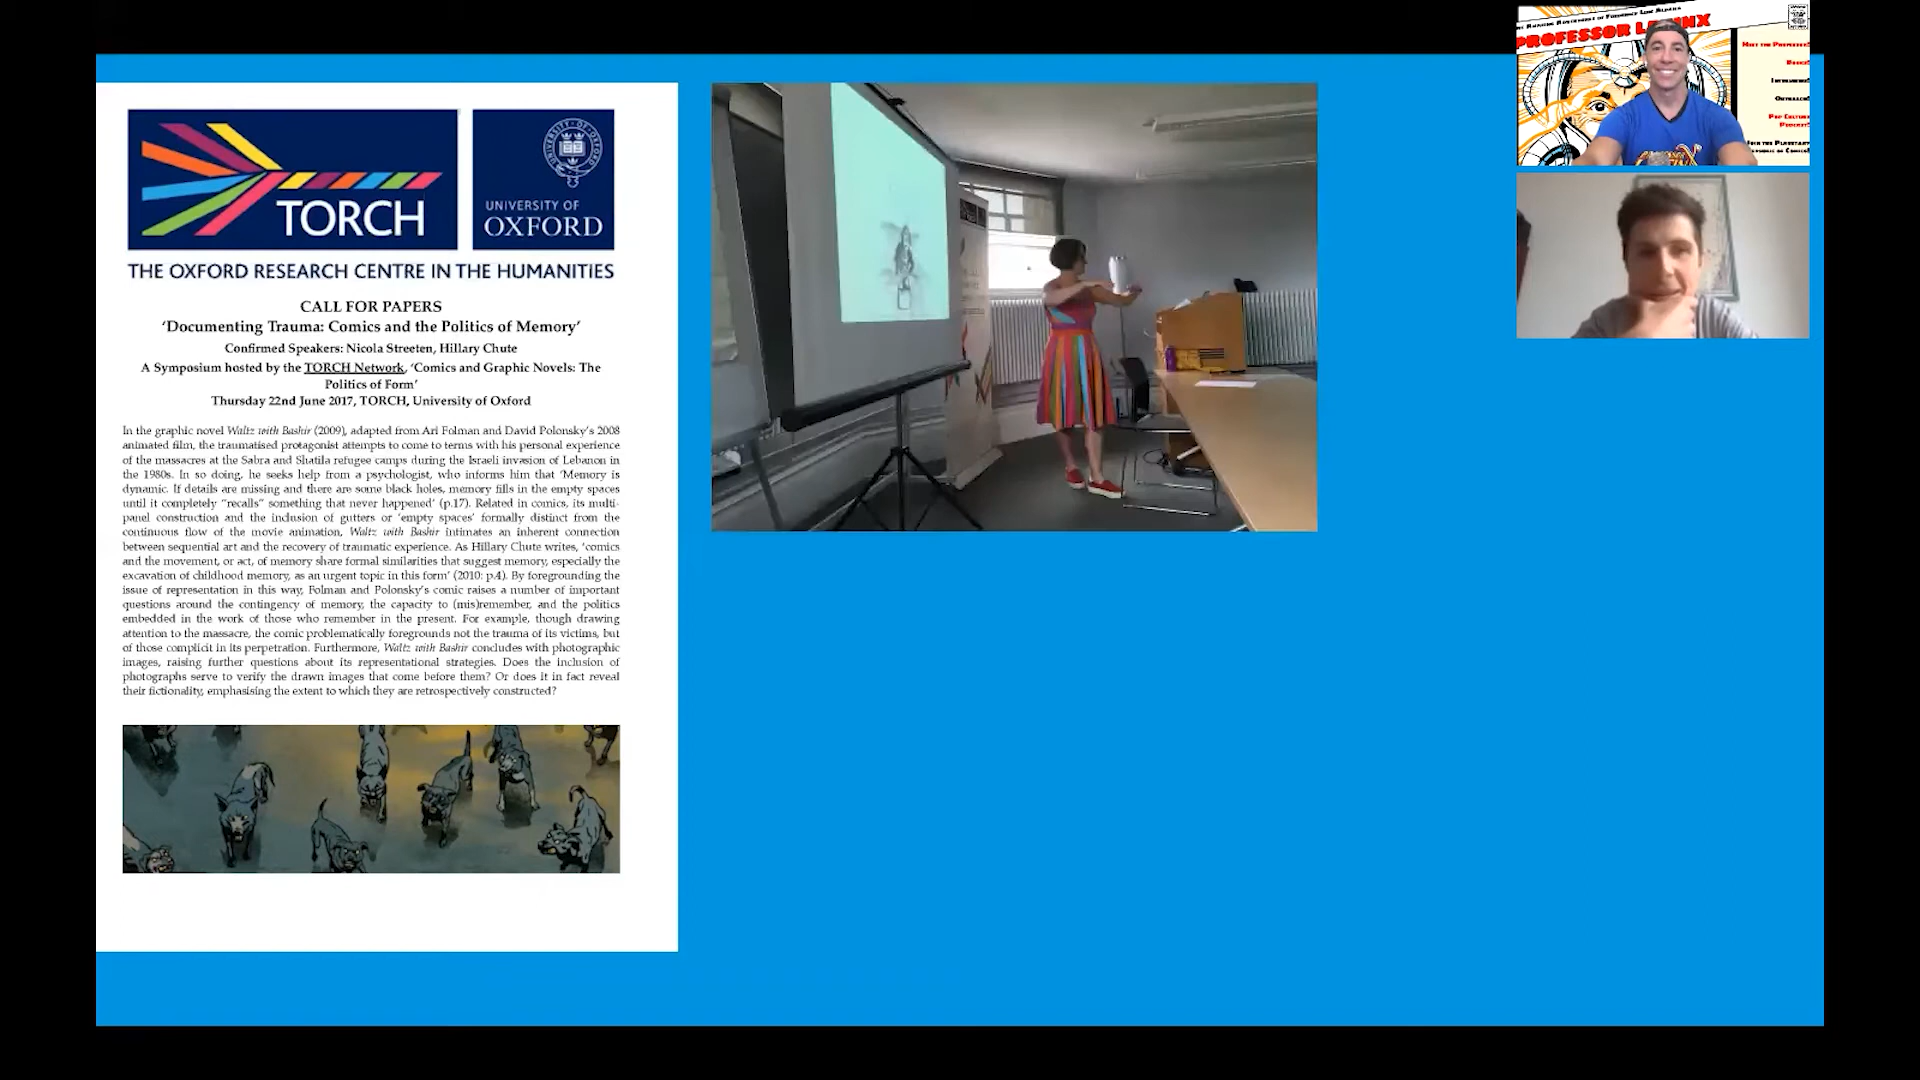 TORCH
UNIVERSITY OF
OXFORD
THE OXFORD RESEARCH CENTRE IN THE HUMANITIES
CALL FOR PAPERS
‘Documenting Trauma: Comics and the Politics of Memory’
Confirmed Speakers: Nicola Streeten, Hillary Chute
A Symposium hosted by the TORCH Network, ‘Comics and Graphic Novels: The
Politics of Form’
Thursday 22nd June 2017, TORCH, University of Oxford
In the graphic novel Waltz with Bashir (2009), adapted from Ari Folman and David Polonsky’s 2008
animated film, the traumatised protagonist attempts to come to terms with his personal experience
of the massacres at the Sabra and Shatila refugee camps during the Israeli invasion of Lebanon in
the 1980s. In so doing, he seeks help from a psychologist, who informs him that ‘Memory is
dynamic. If details are missing and there are some black holes, memory fills in the empty spaces
until it completely “recalls” something that never happened’ (p.17). Related in comics, its multi-
panel construction and the inclusion of gutters or ‘empty spaces’ formally distinct from the
continuous flow of the movie animation, Waltz with Bashir intimates an inherent connection
between sequential art and the recovery of traumatic experience. As Hillary Chute writes, ‘comics
and the movement, or act, of memory share formal similarities that suggest memory, especially the
excavation of childhood memory, as an urgent topic in this form’ (2010: p.4). By foregrounding the
issue of representation in this way, Folman and Polonsky’s comic raises a number of important
questions around the contingency of memory, the capacity to (mis)remember, and the politics
embedded in the work of those who remember in the present. For example, though drawing
attention to the massacre, the comic problematically foregrounds not the trauma of its victims, but
of those complicit in its perpetration. Furthermore, Waltz with Bashir concludes with photographic
images, raising further questions about its representational strategies. Does the inclusion of
photographs serve to verify the drawn images that come before them? Or does it in fact reveal
their fictionality, emphasising the extent to which they are retrospectively constructed?
PROFESSOR